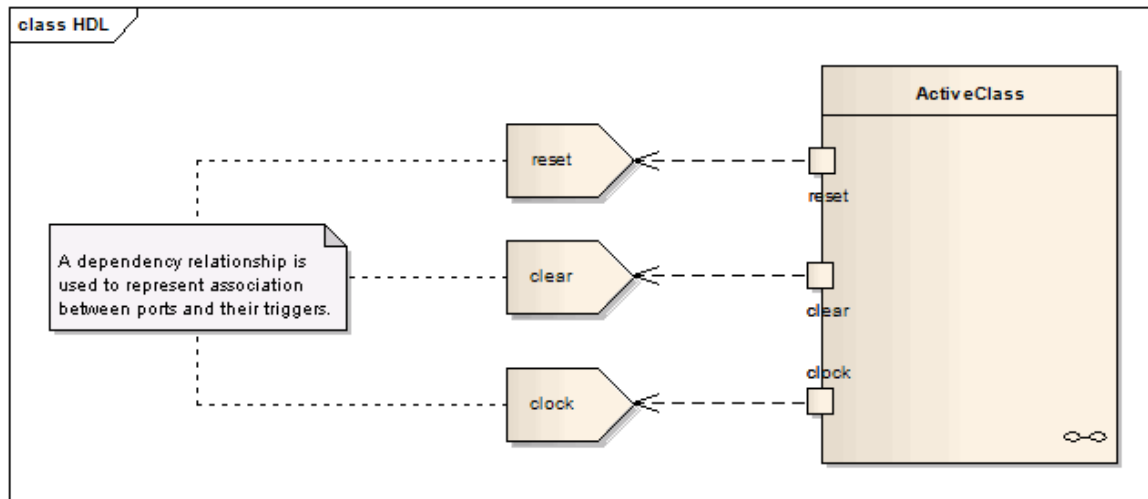 class HDL
ActiveClass
reset
reset
A dependency relationship is
used to represent association
between ports and their triggers.
clear
clear
clock
clock